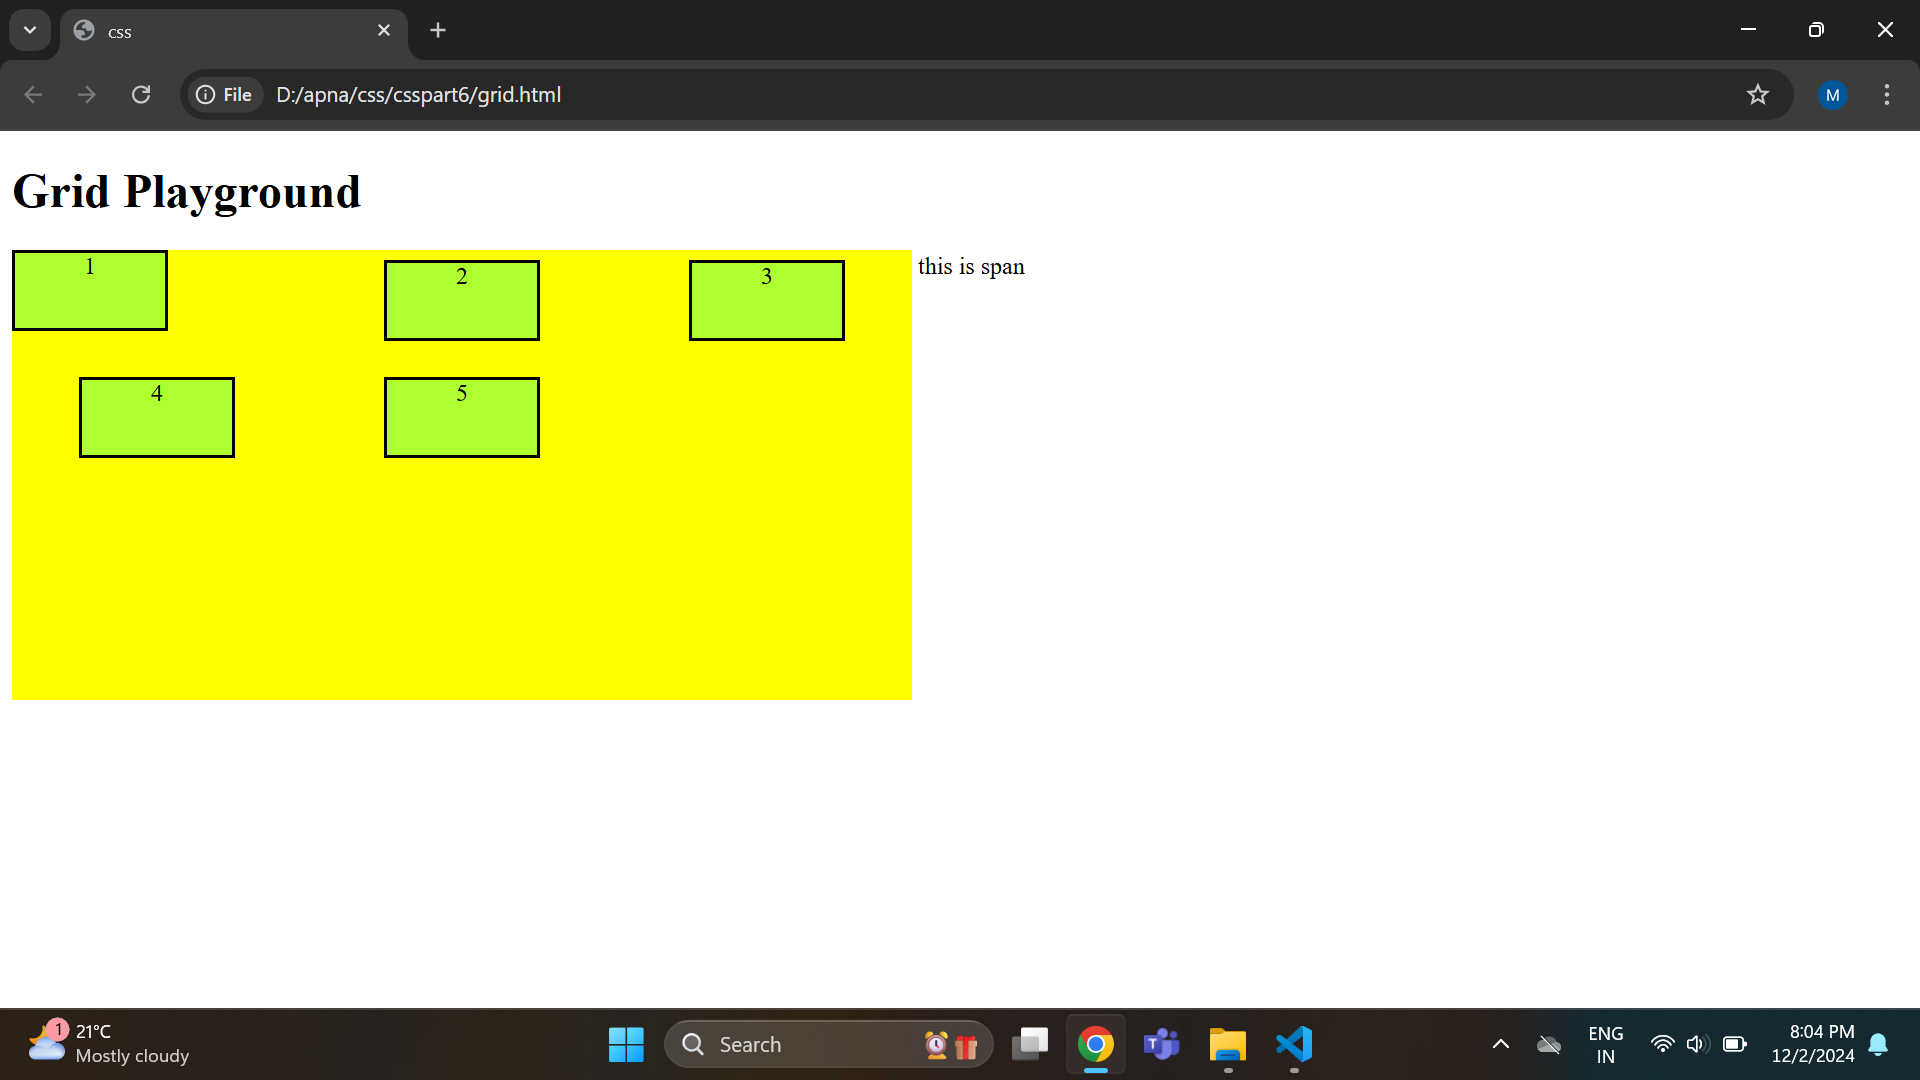 css
File D:/apna/css/csspart6/grid.html
M
Grid Playground
1
2
3
this is span
4
5
1
21°C
Mostly cloudy
Search
T
ENG
IN
8:04 PM
12/2/2024